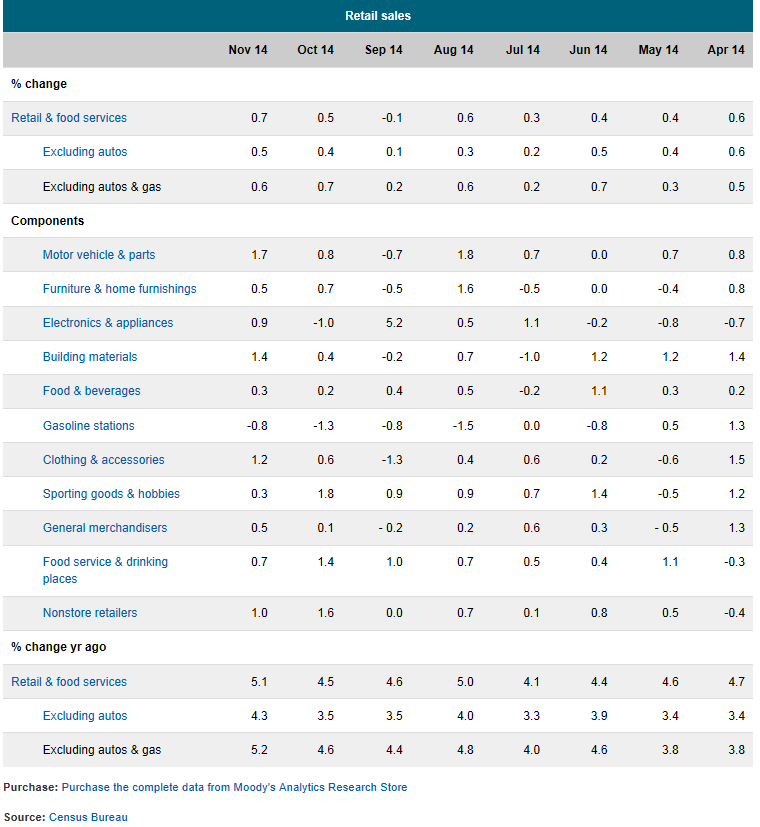 Retail sales
Nov 14 Oct 14 Sep 14 Aug 14 Jul 14 Jun 14 May 14 Apr 14
% change
Retail & food services 0.7 0.5 -0.1 0.6 0.3 0.4 0.4 0.6
Excluding autos 0.5 0.4 0.1 0.3 0.2 0.5 0.4 0.6
Excluding autos & gas 0.6 0.7 0.2 0.6 0.2 0.7 0.3 0.5
Components
Motor vehicle & parts 1.7 0.8 -0.7 1.8 0.7 0.0 0.7 0.8
Furniture & home furnishings 0.5 0.7 -0.5 1.6 -0.5 0.0 -0.4 0.8
Electronics & appliances 0.9 -1.0 5.2 0.5 1.1 -0.2 -0.8 -0.7
Building materials 1.4 0.4 -0.2 0.7 -1.0 1.2 1.2 1.4
Food & beverages 0.3 0.2 0.4 0.5 -0.2 1.1 0.3 0.2
Gasoline stations -0.8 -1.3 -0.8 -1.5 0.0 -0.8 0.5 1.3
Clothing & accessories 1.2 0.6 -1.3 0.4 0.6 0.2 -0.6 1.5
Sporting goods & hobbies 0.3 1.8 0.9 0.9 0.7 1.4 -0.5 1.2
General merchandisers 0.5 0.1 - 0.2 0.2 0.6 0.3 - 0.5 1.3
Food service & drinking 0.7 1.4 1.0 0.7 0.5 0.4 1.1 -0.3
places
Nonstore retailers 1.0 1.6 0.0 0.7 0.1 0.8 0.5 -0.4
% change yr ago
Retail & food services 5.1 4.5 4.6 5.0 4.1 4.4 4.6 4.7
Excluding autos 4.3 3.5 3.5 4.0 3.3 3.9 3.4 3.4
Excluding autos & gas 5.2 4.6 4.4 4.8 4.0 4.6 3.8 3.8
Purchase: Purchase the complete data from Moody's Analytics Research Store
Source: Census Bureau